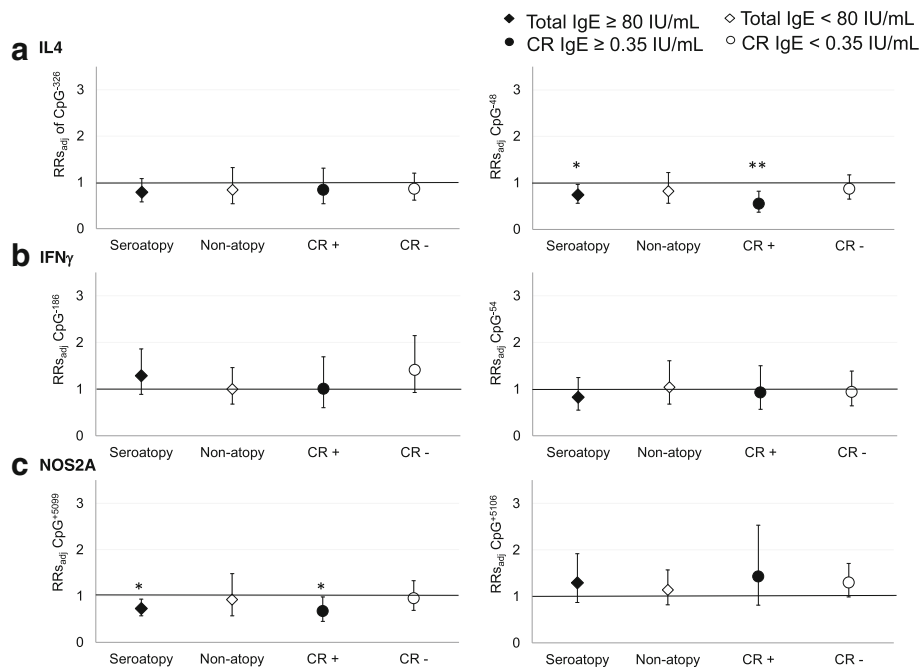 ◆ Total IgE ≥ 80 IU/mL ◇ Total IgE < 80 IU/mL
● CR IgE ≥ 0.35 IU/mL ○ CR IgE < 0.35 IU/mL
a IL4
RRsadj of CpG-326
3
2
1
0
Seroatopy Non-atopy CR + CR -
RRsadj CpG-48
3
2
1
0
* **
Seroatopy Non-atopy CR + CR -
b IFNγ
RRsadj CpG-186
3
2
1
0
Seroatopy Non-atopy CR + CR -
RRsadj CpG-54
3
2
1
0
Seroatopy Non-atopy CR + CR -
c NOS2A
RRsadj CpG+5099
3
2
1
0
* *
Seroatopy Non-atopy CR + CR -
RRsadj CpG+5106
3
2
1
0
Seroatopy Non-atopy CR + CR -